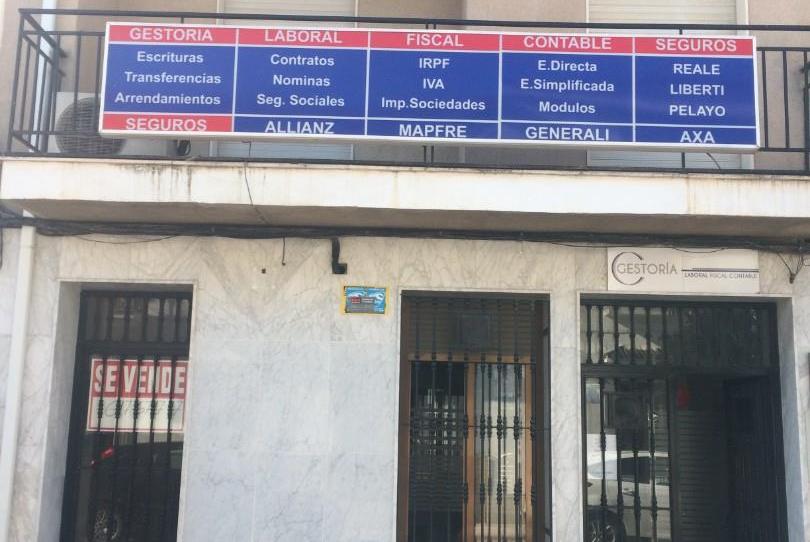 GESTORIA LABORAL FISCAL CONTABLE SEGUROS
Escrituras Contratos IRPF E.Directa REALE
Transferencias Nominas IVA E.Simplificada LIBERTI
Arrendamientos Seg. Sociales Imp.Sociedades Modulos PELAYO
SEGUROS ALLIANZ MAPFRE GENERALI AXA
GESTORÍA
LABORAL FISCAL CONTABLE
SE VENDE